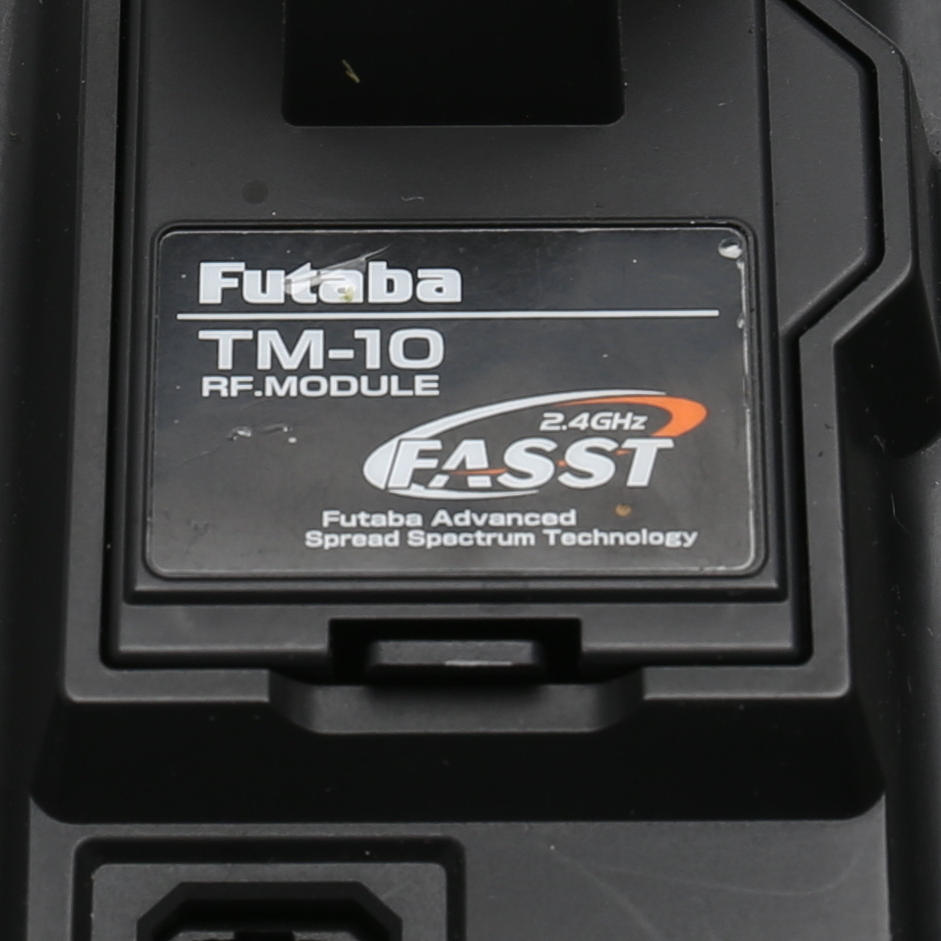 Futaba
TM-10
RF.MODULE
2.4GHz
FASST
Futaba Advanced
Spread Spectrum Technology